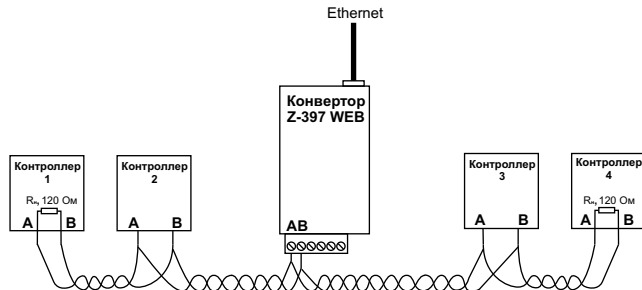 Ethernet
Конвертор
Z-397 WEB
Контроллер
1
Контроллер
2
Контроллер
3
Контроллер
4
Rн, 120 Ом
Rн, 120 Ом
A B
A B
AB
A B
A B